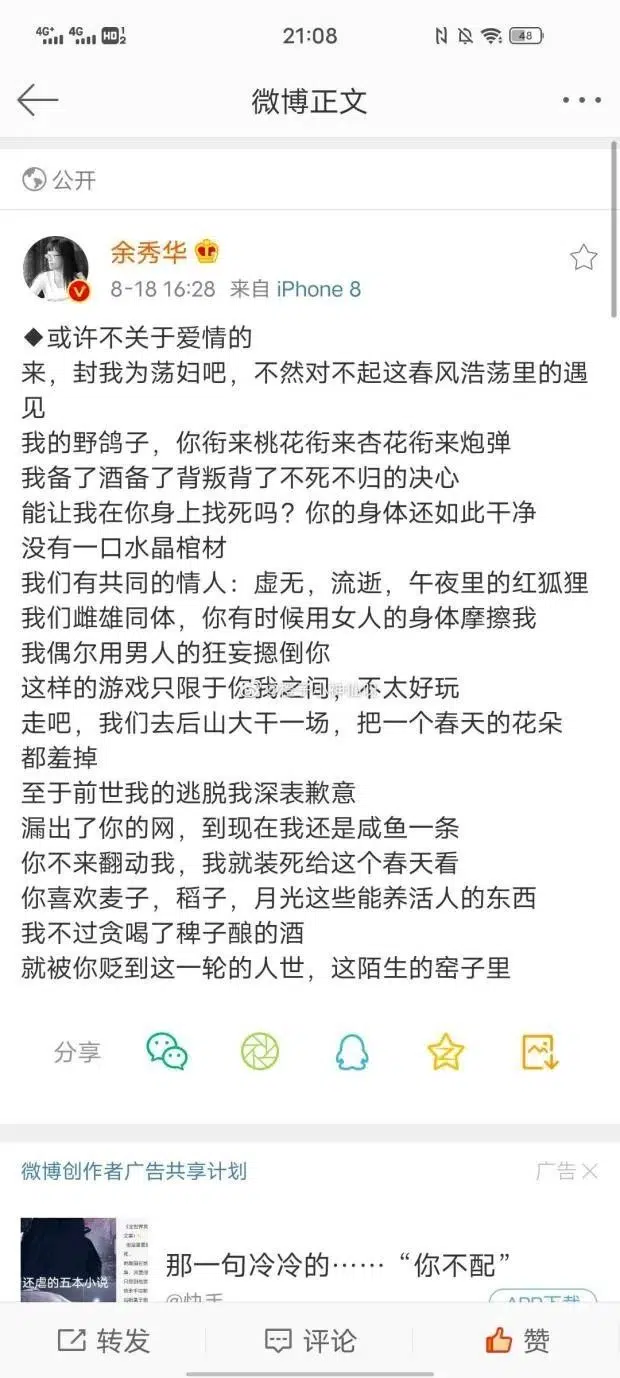 4G+ 4G HD 1 2 21:08 48
微博正文
公开
余秀华
8-18 16:28 来自 iPhone 8
◆或许不关于爱情的
来，封我为荡妇吧，不然对不起这春风浩荡里的遇
见
我的野鸽子，你衔来桃花衔来杏花衔来炮弹
我备了酒备了背叛背了不死不归的决心
能让我在你身上找死吗？你的身体还如此干净
没有一口水晶棺材
我们有共同的情人：虚无，流逝，午夜里的红狐狸
我们雌雄同体，你有时候用女人的身体摩擦我
我偶尔用男人的狂妄摁倒你
这样的游戏只限于你我之间，不太好玩
走吧，我们去后山大干一场，把一个春天的花朵
都羞掉
至于前世我的逃脱我深表歉意
漏出了你的网，到现在我还是咸鱼一条
你不来翻动我，我就装死给这个春天看
你喜欢麦子，稻子，月光这些能养活人的东西
我不过贪喝了稗子酿的酒
就被你贬到这一轮的人世，这陌生的窑子里
分享
微博创作者广告共享计划 广告
还虐的五本小说
那一句冷冷的……“你不配”
@快手 APP下载
转发 评论 赞